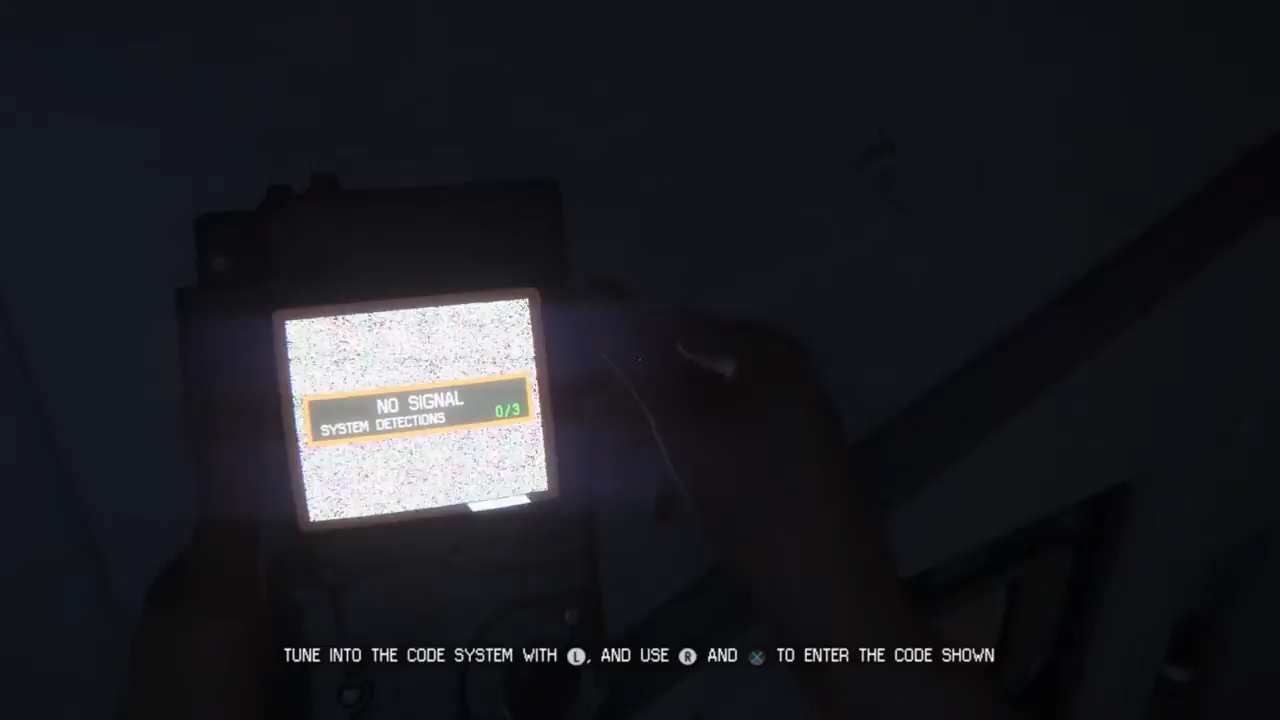 NO SIGNAL
SYSTEM DETECTIONS 0/3
TUNE INTO THE CODE SYSTEM WITH L, AND USE R AND X TO ENTER THE CODE SHOWN